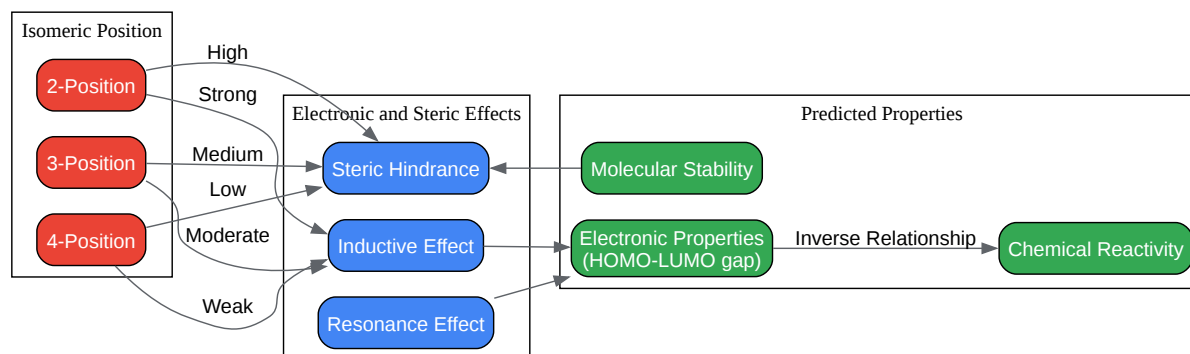 Isomeric Position
2-Position
3-Position
4-Position
High
Strong
Medium
Low
Moderate
Weak
Electronic and Steric Effects
Steric Hindrance
Inductive Effect
Resonance Effect
Predicted Properties
Molecular Stability
Electronic Properties
(HOMO-LUMO gap)
Inverse Relationship
Chemical Reactivity